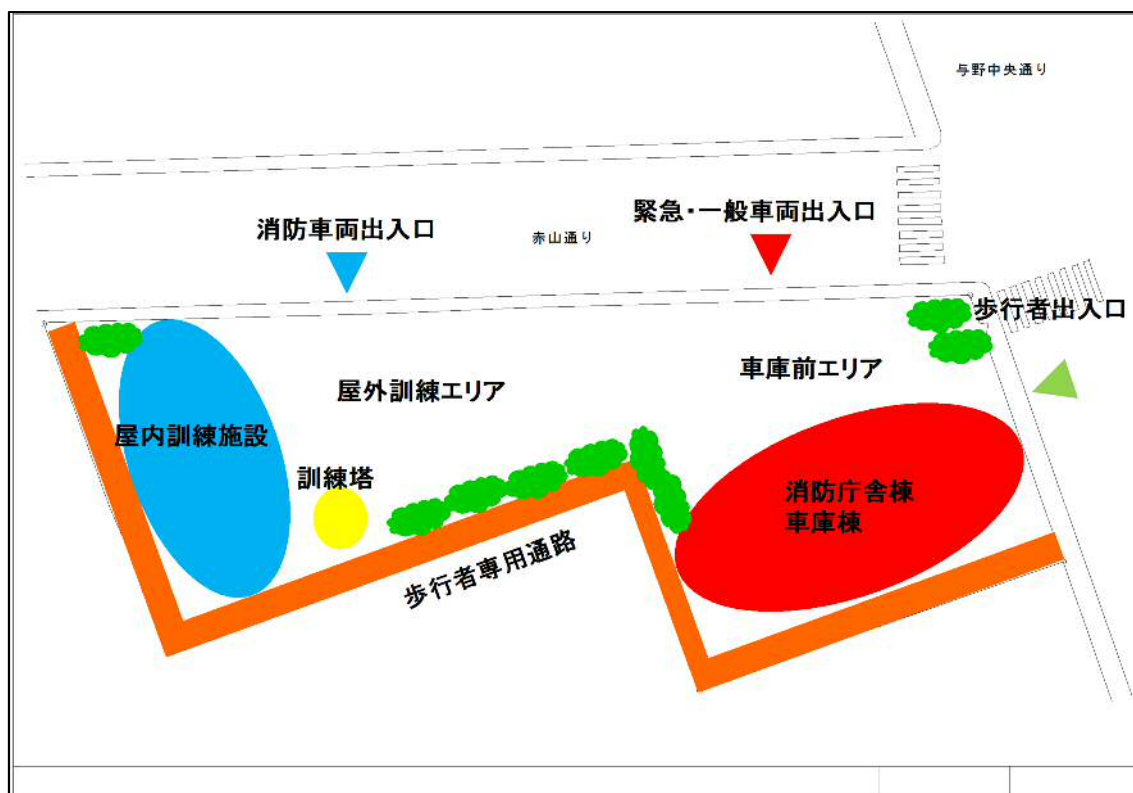 与野中央通り
緊急・一般車両出入口
消防車両出入口
赤山通り
歩行者出入口
車庫前エリア
屋外訓練エリア
屋内訓練施設
訓練塔
消防庁舎棟
車庫棟
歩行者専用通路